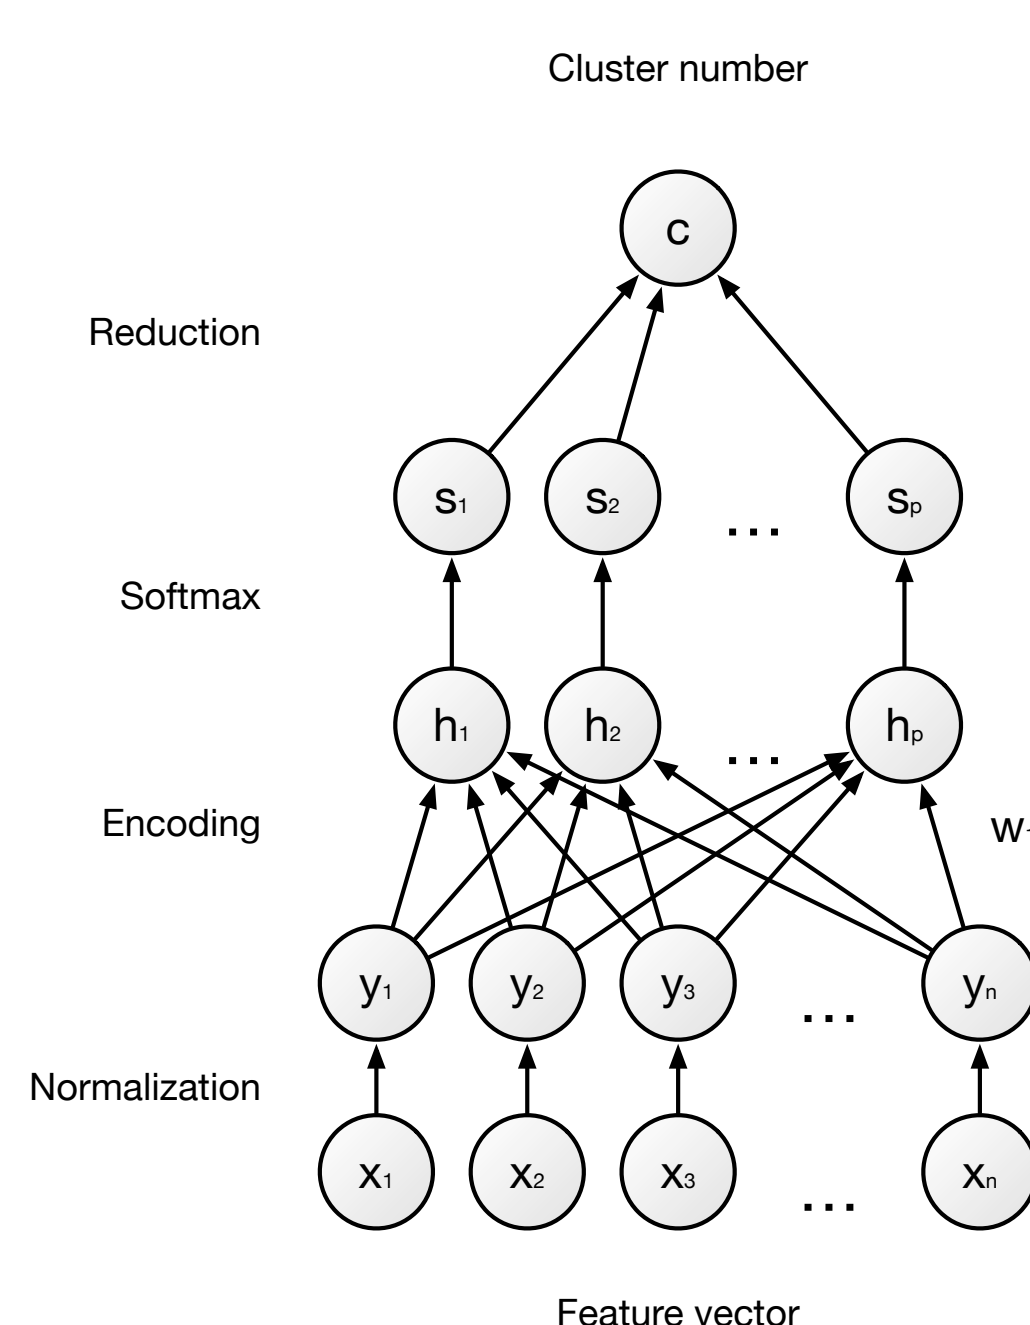 Cluster number
c
Reduction
s1 s2 ... sp
Softmax
h1 h2 ... hp
Encoding
w
y1 y2 y3 ... yn
Normalization
x1 x2 x3 ... xn
Feature vector